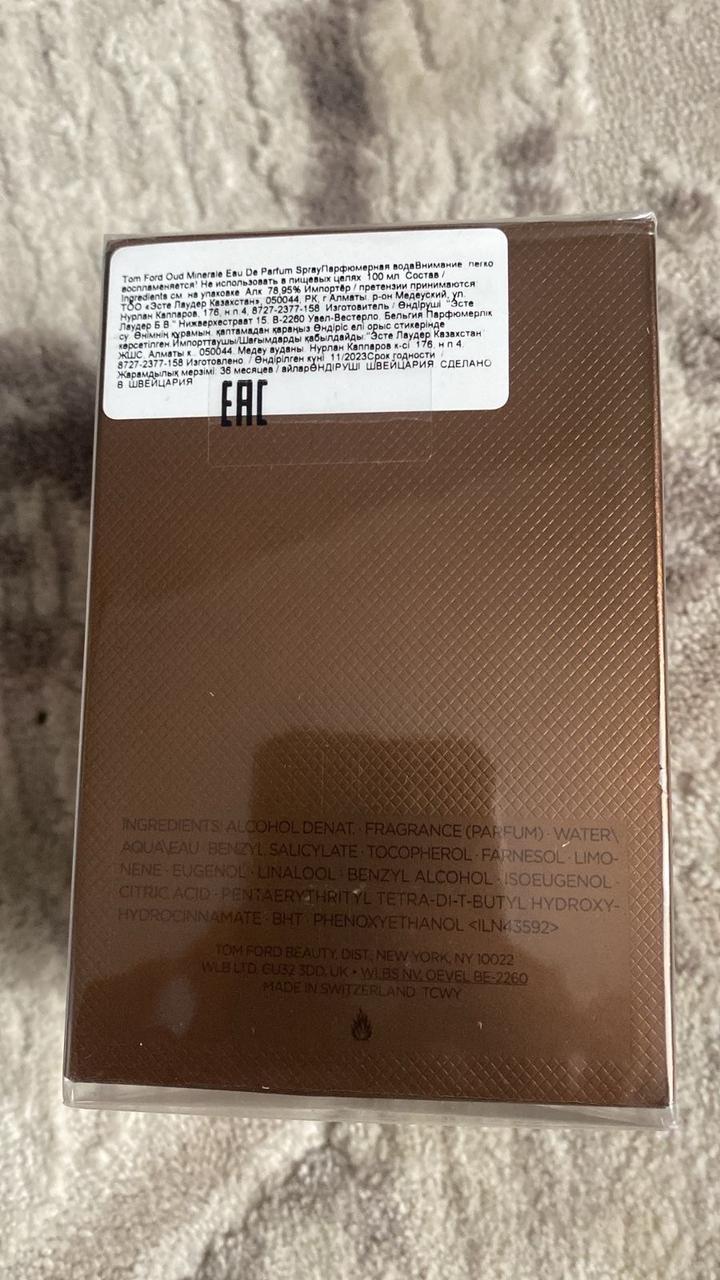 Tom Ford Oud Minerale Eau De Parfum SprayПарфюмерная водаВнимание легко
воспламеняется! Не использовать в пищевых целях 100 мл Состав /
Ingredients см. на упаковке Алк. 78,95% Импортёр / претензии принимаются
ТОО «Эсте Лаудер Казахстан», 050044, РК, г Алматы р-он Медеуский, ул.
Нурлан Каппаров, 176, н.п.4, 8727-2377-158 Изготовитель / Өндіруші "Эсте
Лаудер Б.В." Нижверхестраат 15. В-2260 Увел-Вестерло, Бельгия Парфюмерлік
су. Өнімнің құрамын қаптамадан қараңыз Өндіріс елі орыс стикерінде
көрсетілген Импорттаушы/Шағымдарды қабылдайды "Эсте Лаудер Казахстан"
ЖШС. Алматы к., 050044, Медеу ауданы. Нурлан Каппаров к-сі 176, н п 4.
8727-2377-158 Изготовлено / Өндірілген күні 11/2023Срок годности /
Жарамдылық мерзімі. 36 месяцев / айларӨНДІРУШІ ШВЕЙЦАРИЯ СДЕЛАНО
В ШВЕЙЦАРИЯ
EAC
INGREDIENTS: ALCOHOL DENAT. · FRAGRANCE (PARFUM) · WATER\
AQUA\EAU · BENZYL SALICYLATE · TOCOPHEROL · FARNESOL · LIMO-
NENE · EUGENOL · LINALOOL · BENZYL ALCOHOL · ISOEUGENOL ·
CITRIC ACID · PENTAERYTHRITYL TETRA-DI-T-BUTYL HYDROXY-
HYDROCINNAMATE · BHT · PHENOXYETHANOL <ILN43592>
TOM FORD BEAUTY, DIST., NEW YORK, NY 10022
WLB LTD. GU32 3DD, UK • WLBS NV. OEVEL BE-2260
MADE IN SWITZERLAND TCWY